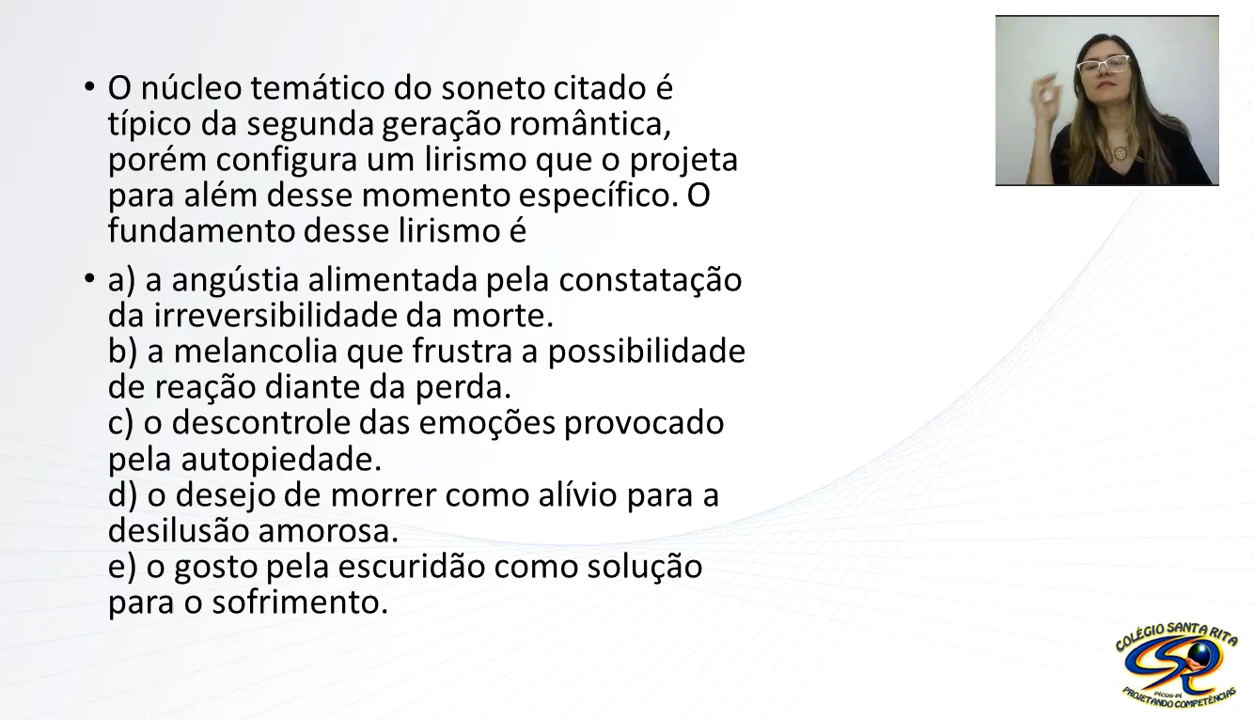 • O núcleo temático do soneto citado é
típico da segunda geração romântica,
porém configura um lirismo que o projeta
para além desse momento específico. O
fundamento desse lirismo é
• a) a angústia alimentada pela constatação
da irreversibilidade da morte.
b) a melancolia que frustra a possibilidade
de reação diante da perda.
c) o descontrole das emoções provocado
pela autopiedade.
d) o desejo de morrer como alívio para a
desilusão amorosa.
e) o gosto pela escuridão como solução
para o sofrimento.
COLÉGIO SANTA RITA
CSR
PICOS-PI
PROJETANDO COMPETÊNCIAS